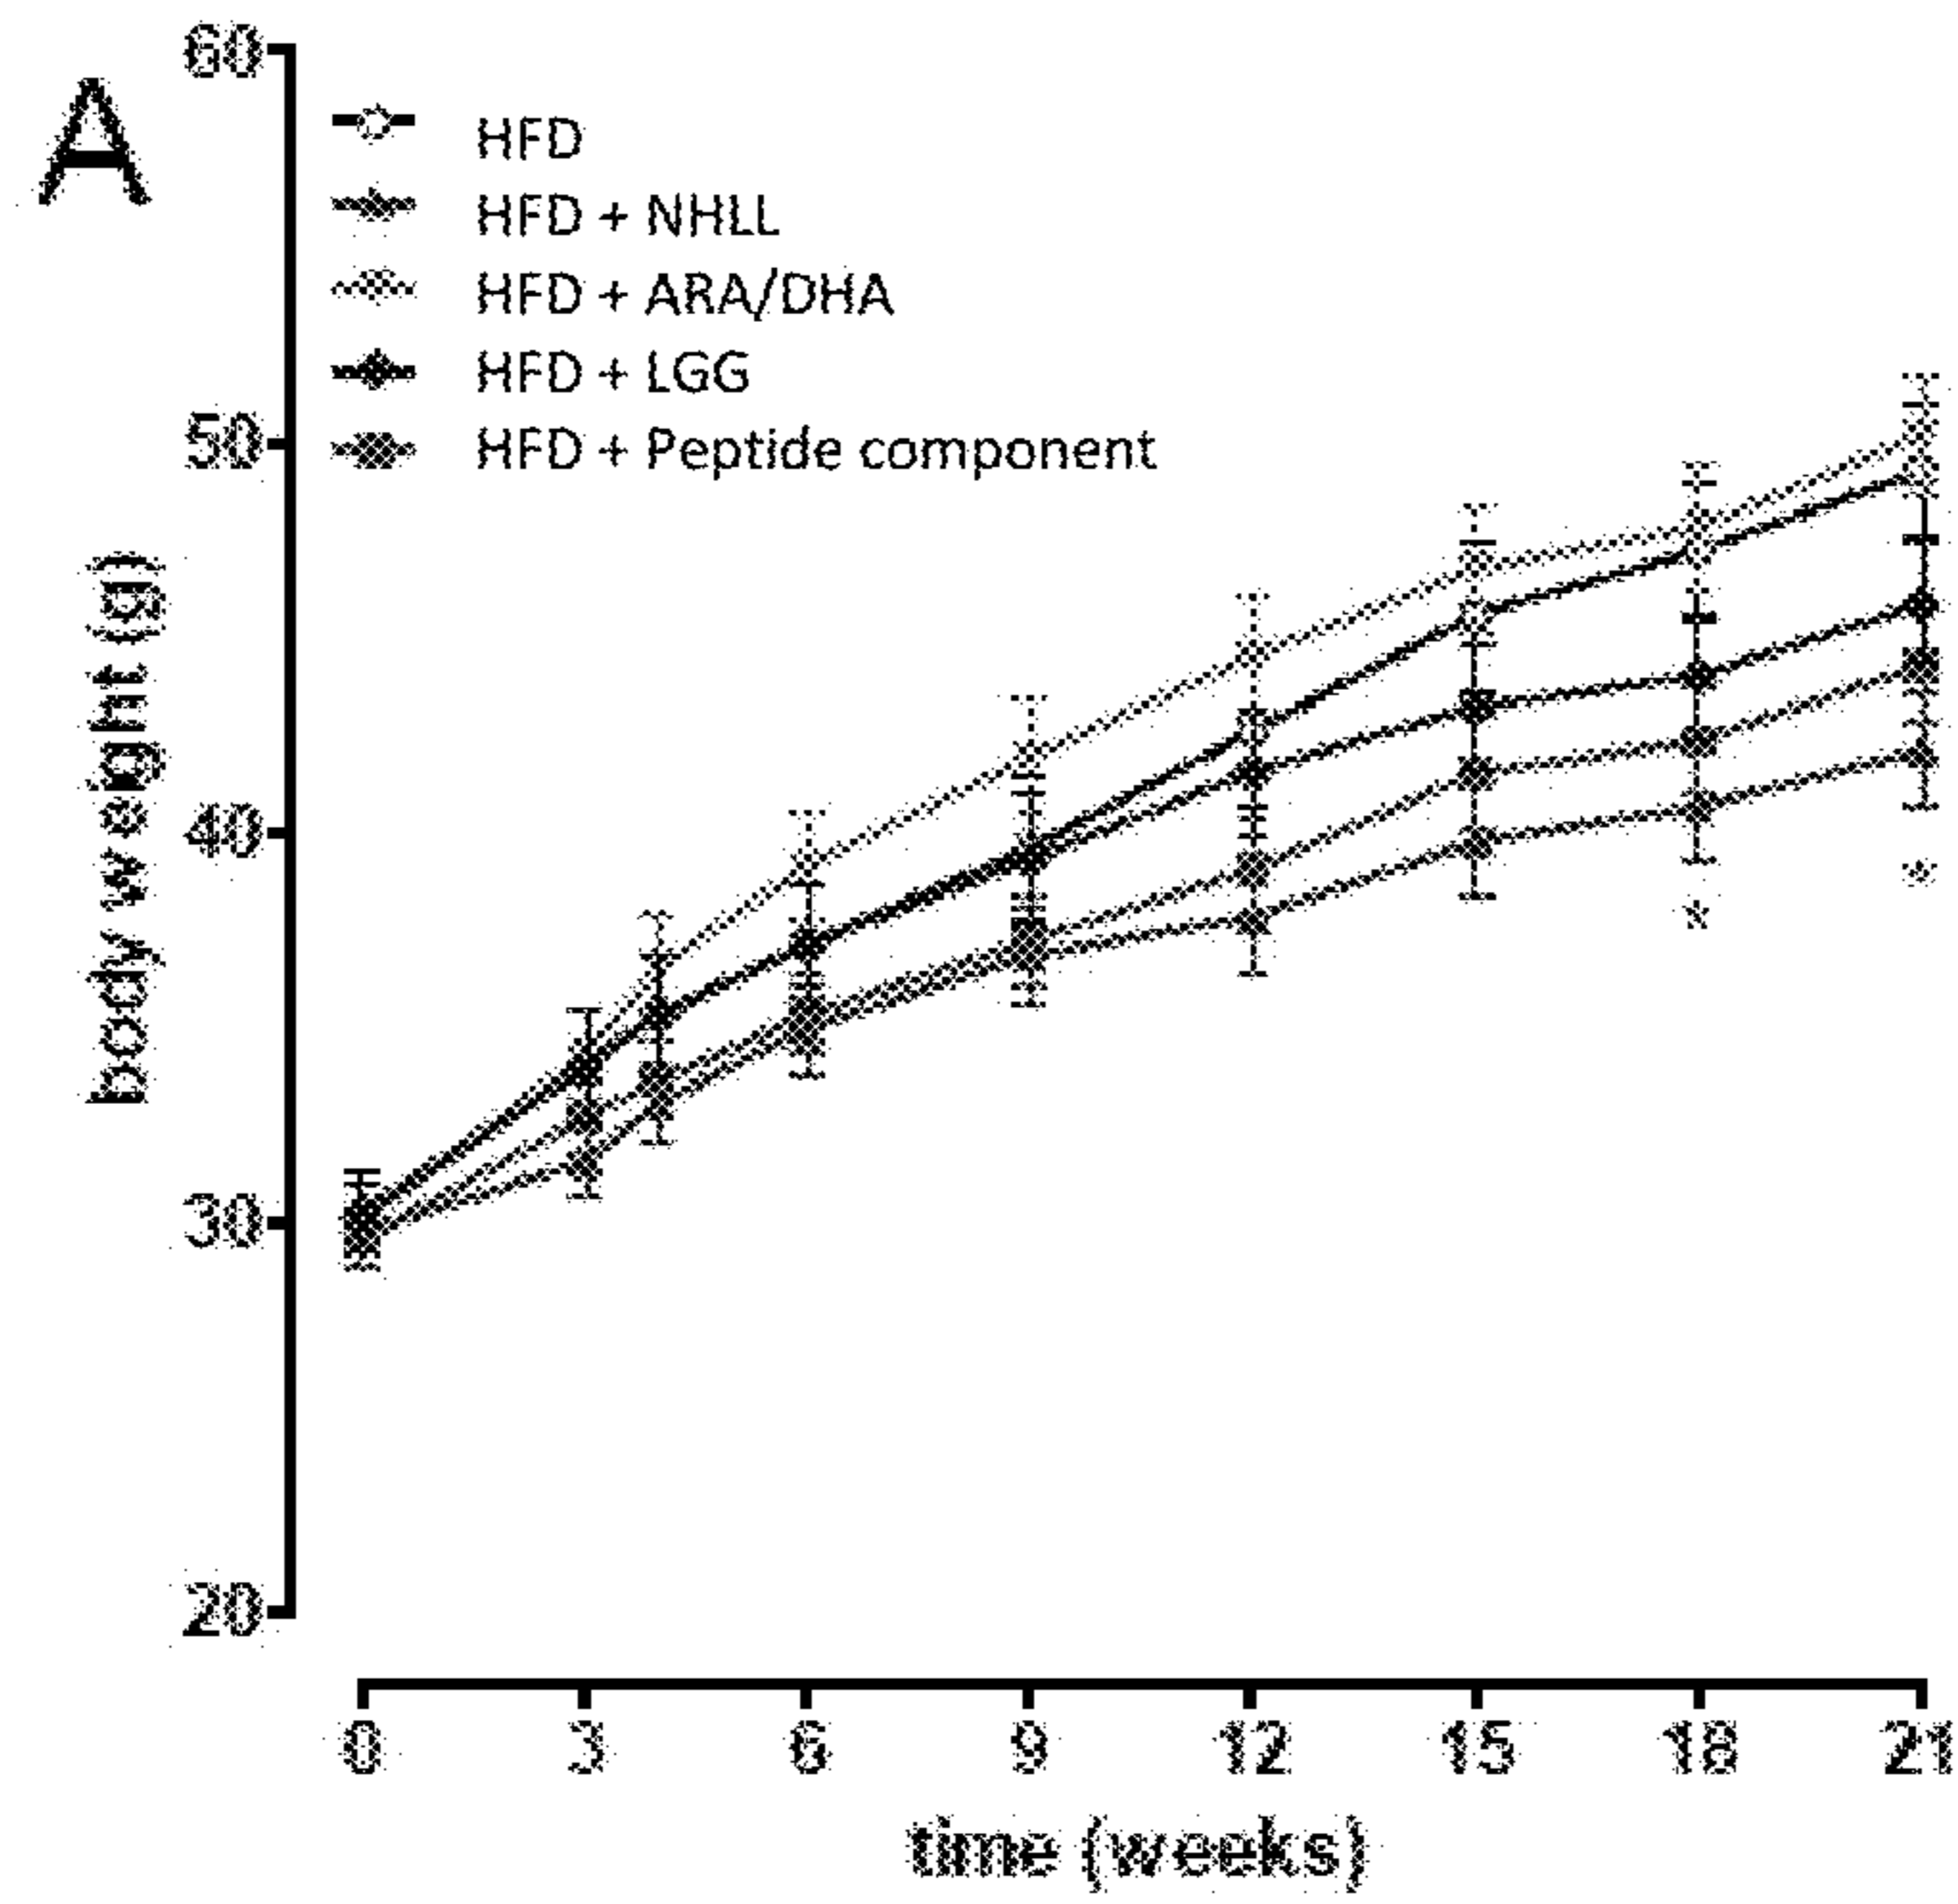 A
60
HFD
HFD + NHLL
HFD + ARA/DHA
HFD + LGG
HFD + Peptide component
50
40
30
20
body weight (g)
0 3 6 9 12 15 18 21
time (weeks)